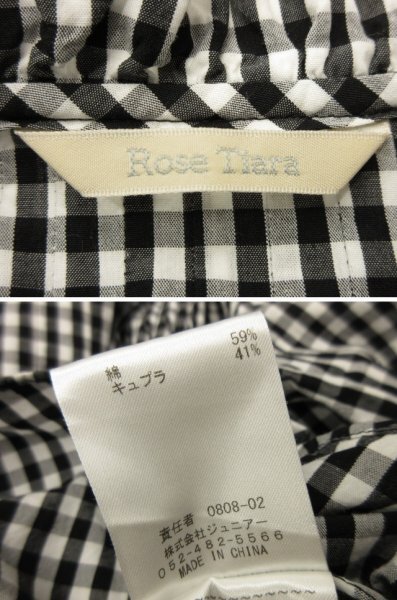 Rose Tiara
綿 59%
キュプラ 41%
責任者 0808-02
株式会社ジュニアー
052-482-5566
MADE IN CHINA